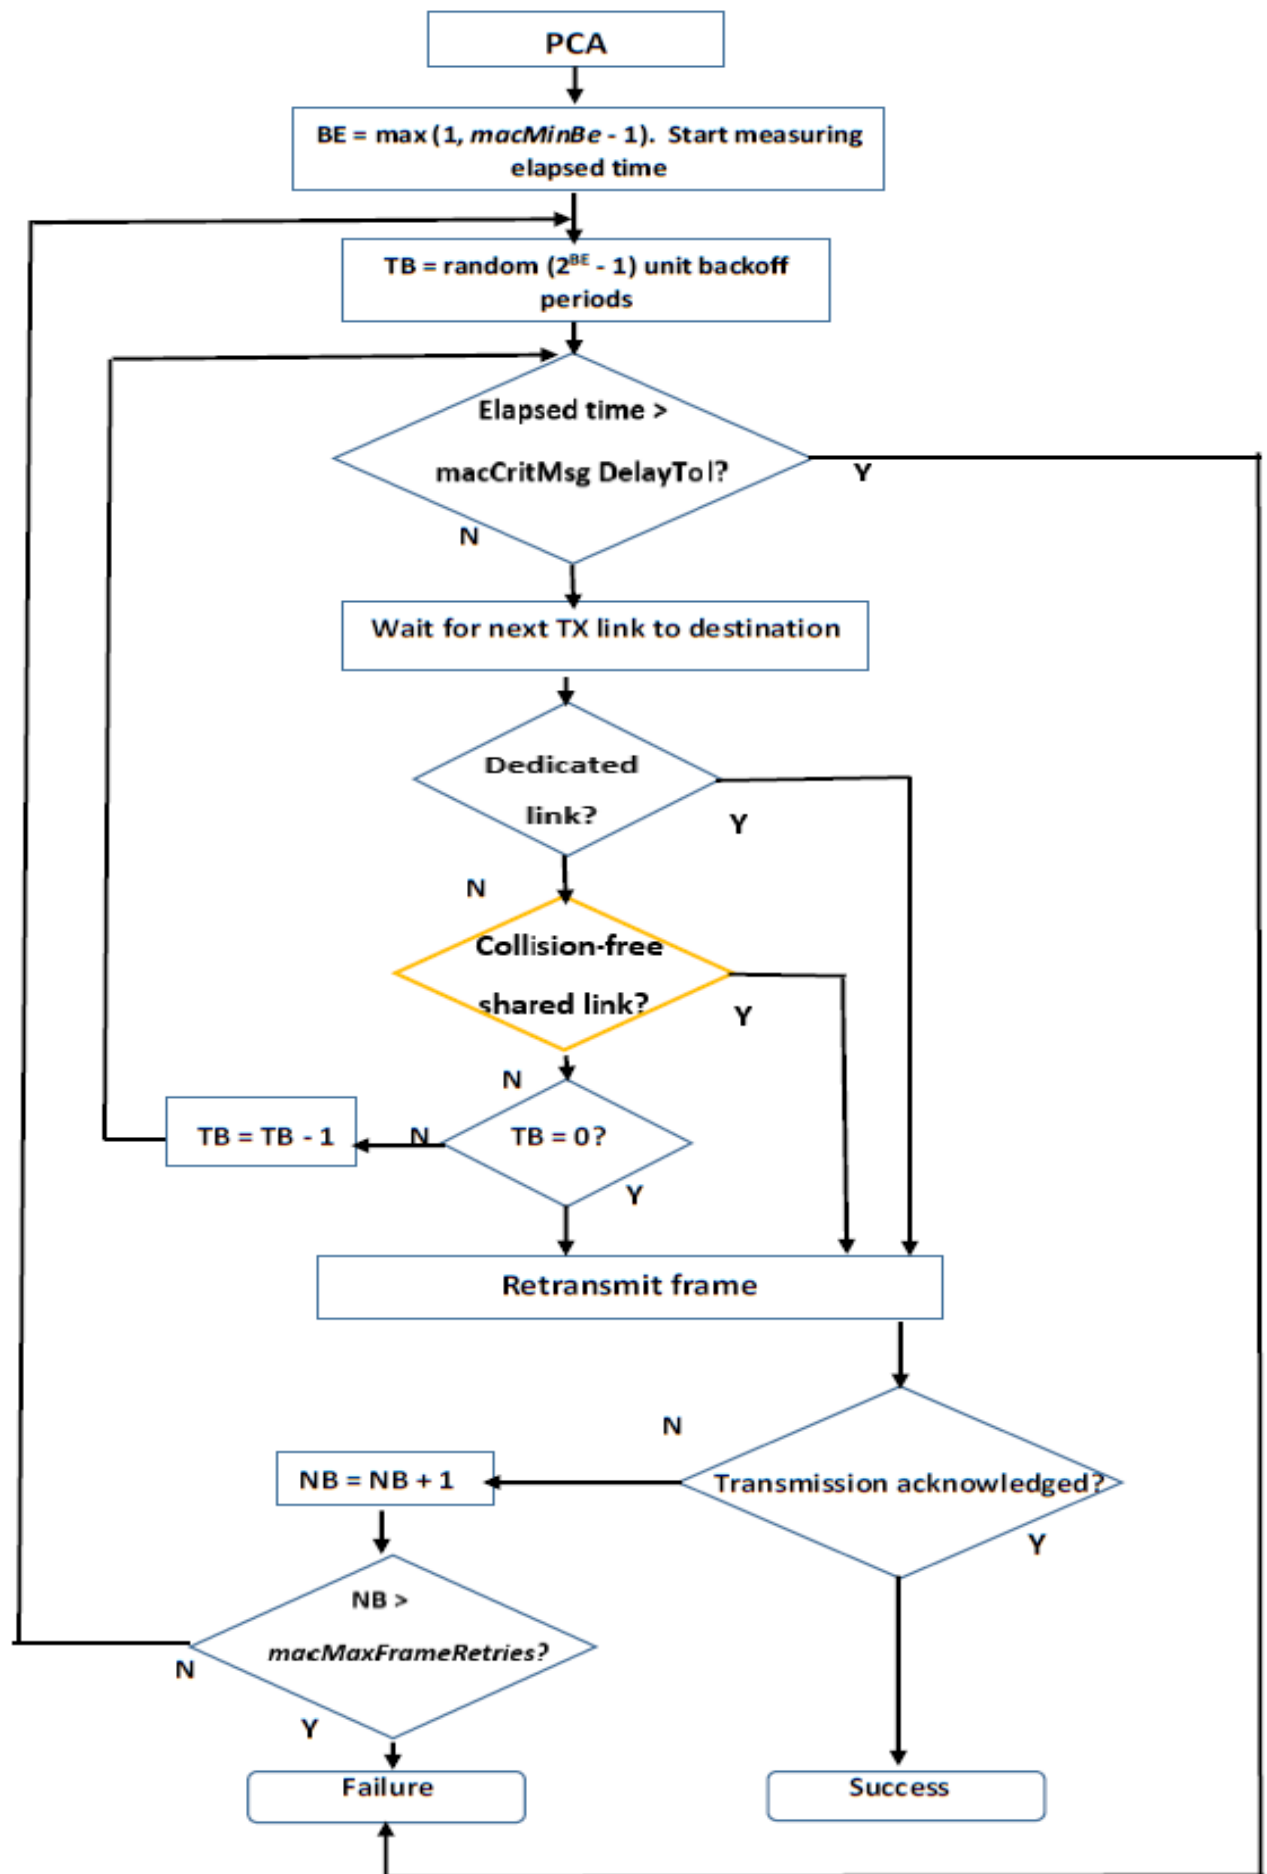 PCA
BE = max (1, macMinBe - 1). Start measuring
elapsed time
TB = random (2^BE - 1) unit backoff
periods
Elapsed time >
macCritMsg DelayTol?
Y
N
Wait for next TX link to destination
Dedicated
link?
Y
N
Collision-free
shared link?
Y
N
TB = TB - 1
N
TB = 0?
Y
Retransmit frame
N
NB = NB + 1
Transmission acknowledged?
Y
NB >
macMaxFrameRetries?
N
Y
Failure
Success